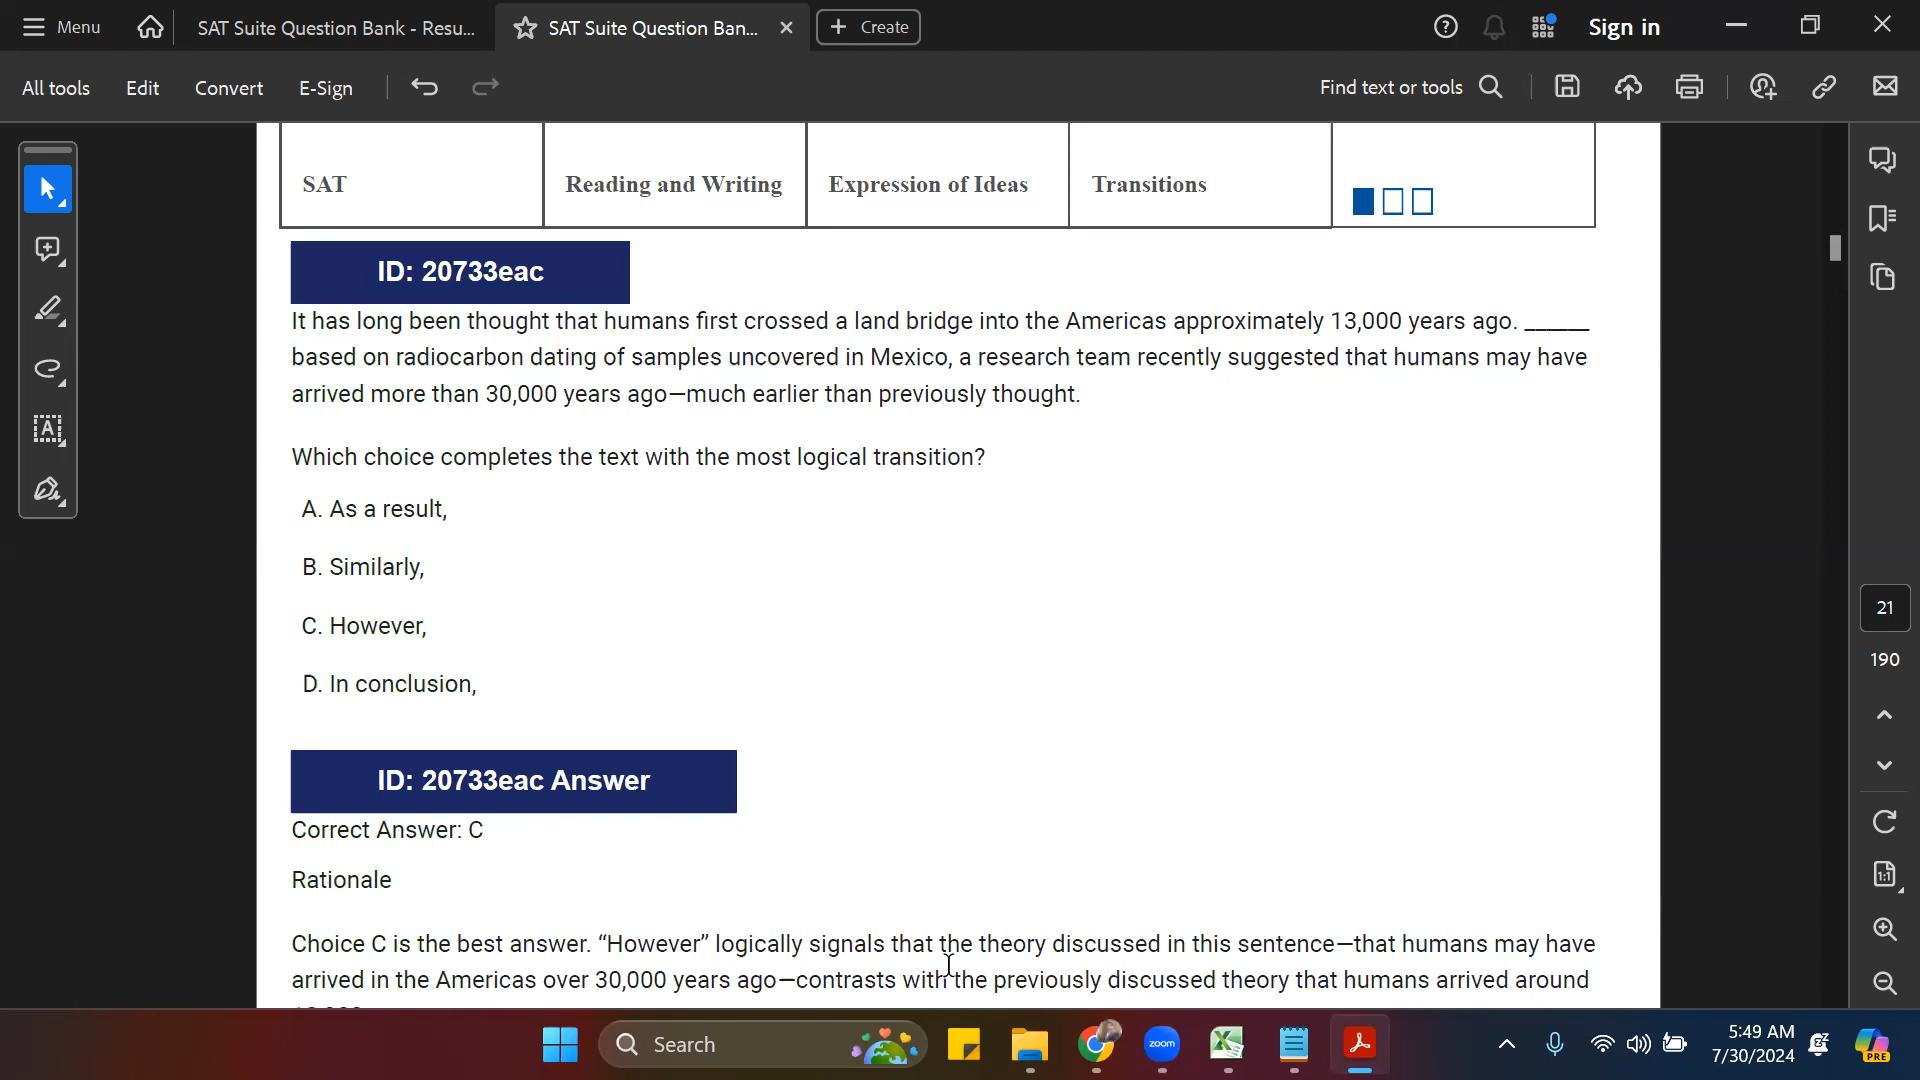 Menu
SAT Suite Question Bank - Resu...
SAT Suite Question Ban...
Create
Sign in
All tools
Edit
Convert
E-Sign
Find text or tools
SAT
Reading and Writing
Expression of Ideas
Transitions
ID: 20733eac
It has long been thought that humans first crossed a land bridge into the Americas approximately 13,000 years ago. ______
based on radiocarbon dating of samples uncovered in Mexico, a research team recently suggested that humans may have
arrived more than 30,000 years ago—much earlier than previously thought.
Which choice completes the text with the most logical transition?
A. As a result,
B. Similarly,
C. However,
D. In conclusion,
ID: 20733eac Answer
Correct Answer: C
Rationale
Choice C is the best answer. “However” logically signals that the theory discussed in this sentence—that humans may have
arrived in the Americas over 30,000 years ago—contrasts with the previously discussed theory that humans arrived around
21
190
Search
zoom
5:49 AM
7/30/2024
PRE